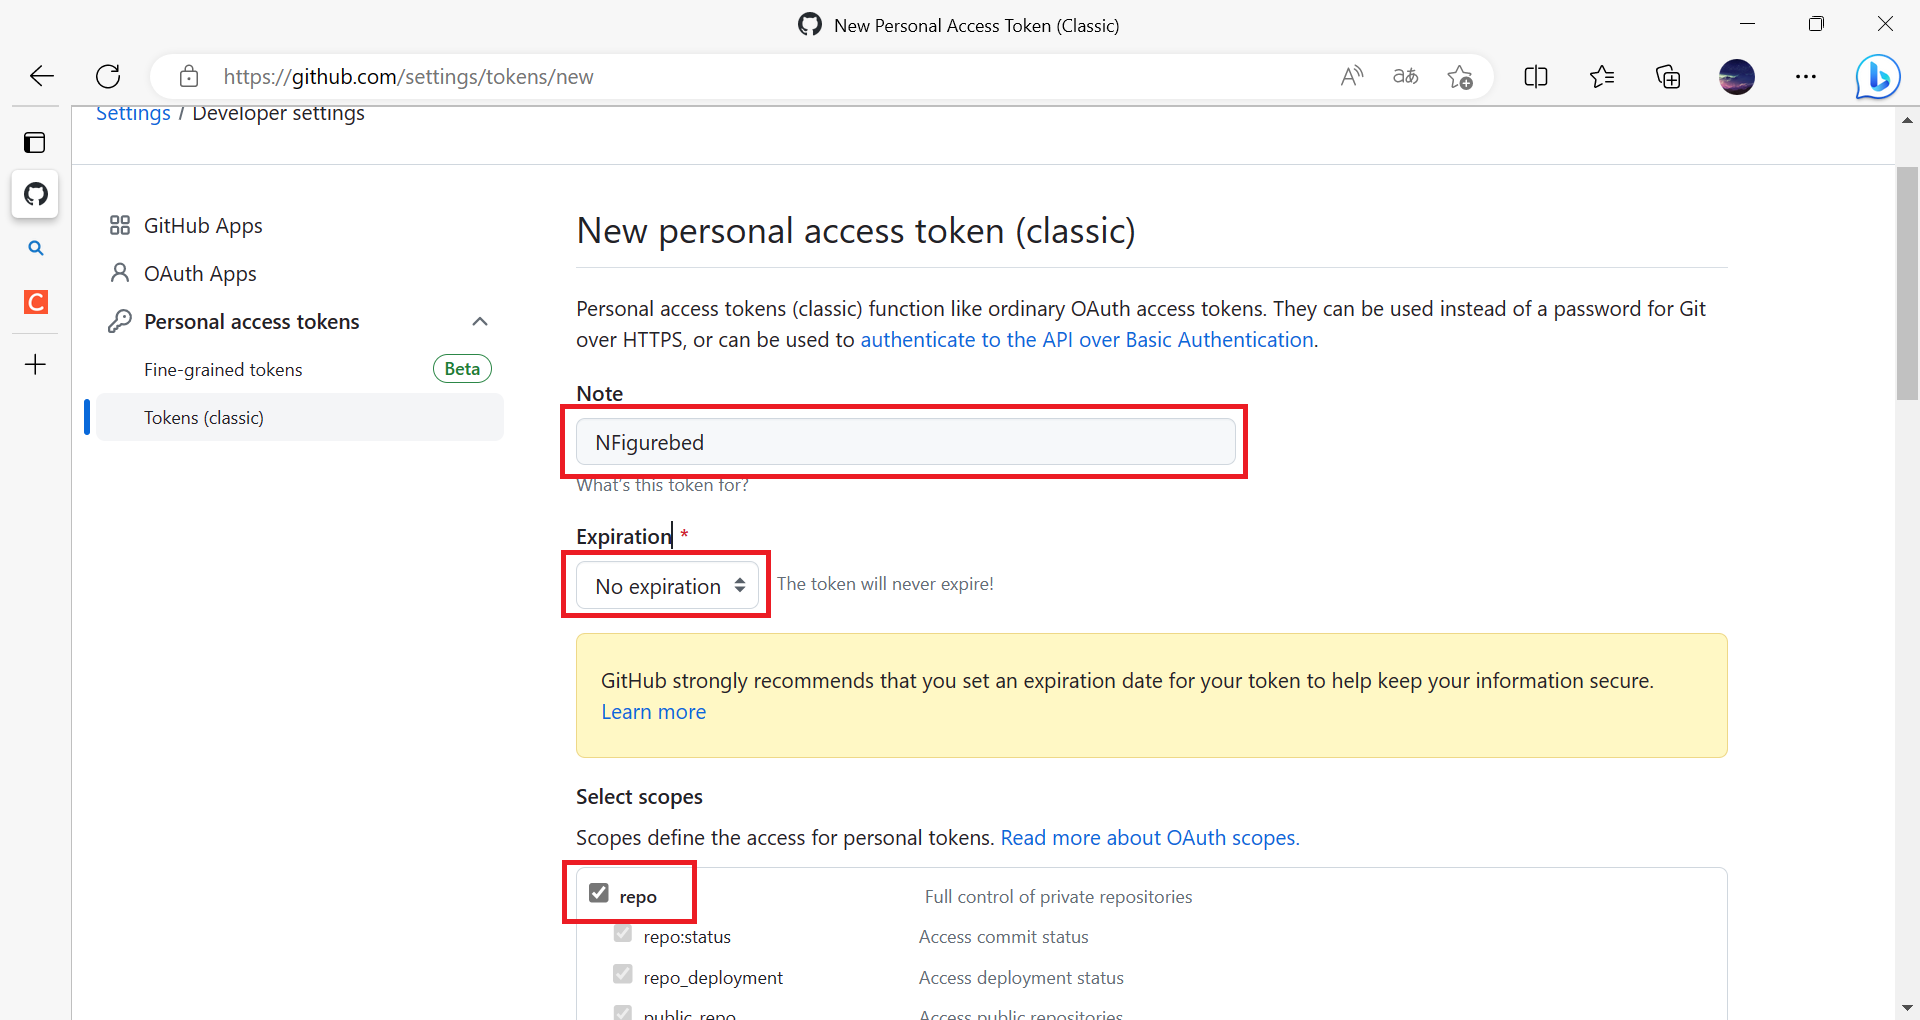 New Personal Access Token (Classic)
https://github.com/settings/tokens/new
Settings / Developer settings
GitHub Apps
OAuth Apps
Personal access tokens
Fine-grained tokens
Beta
Tokens (classic)
New personal access token (classic)
Personal access tokens (classic) function like ordinary OAuth access tokens. They can be used instead of a password for Git
over HTTPS, or can be used to authenticate to the API over Basic Authentication.
Note
NFigurebed
What's this token for?
Expiration *
No expiration
The token will never expire!
GitHub strongly recommends that you set an expiration date for your token to help keep your information secure.
Learn more
Select scopes
Scopes define the access for personal tokens. Read more about OAuth scopes.
repo Full control of private repositories
repo:status Access commit status
repo_deployment Access deployment status
public_repo Access public repositories